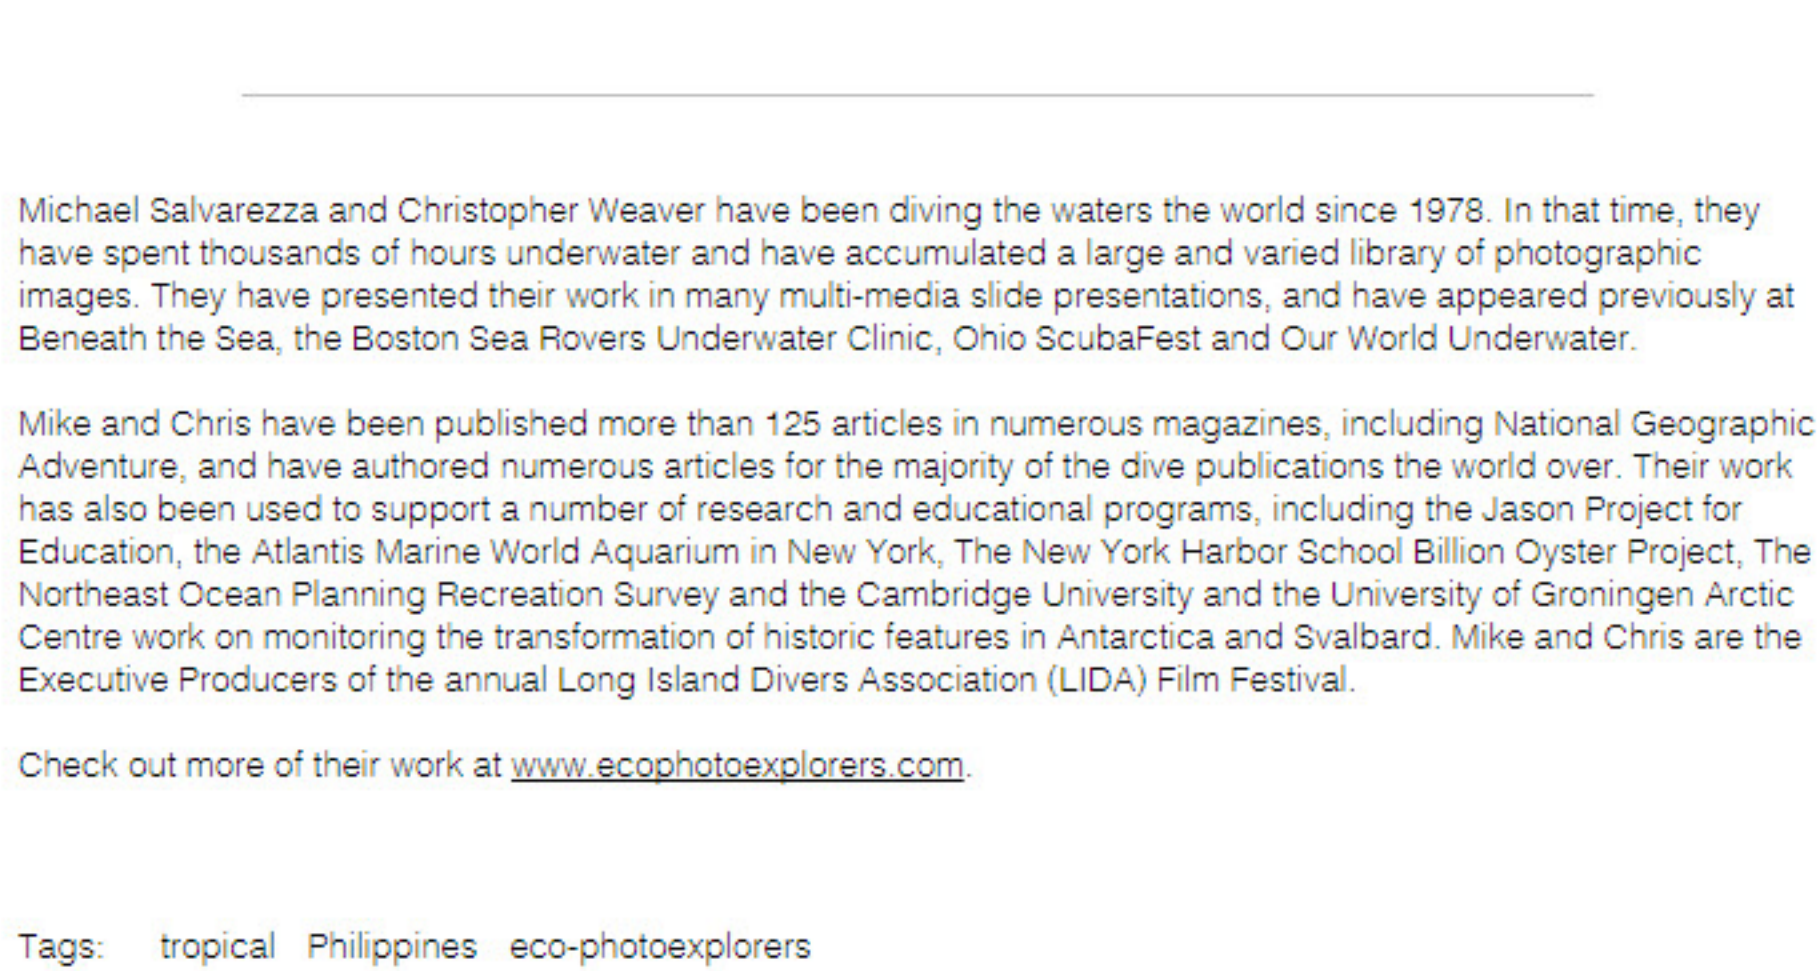 Michael Salvarezza and Christopher Weaver have been diving the waters the world since 1978. In that time, they
have spent thousands of hours underwater and have accumulated a large and varied library of photographic
images. They have presented their work in many multi-media slide presentations, and have appeared previously at
Beneath the Sea, the Boston Sea Rovers Underwater Clinic, Ohio ScubaFest and Our World Underwater.
Mike and Chris have been published more than 125 articles in numerous magazines, including National Geographic
Adventure, and have authored numerous articles for the majority of the dive publications the world over. Their work
has also been used to support a number of research and educational programs, including the Jason Project for
Education, the Atlantis Marine World Aquarium in New York, The New York Harbor School Billion Oyster Project, The
Northeast Ocean Planning Recreation Survey and the Cambridge University and the University of Groningen Arctic
Centre work on monitoring the transformation of historic features in Antarctica and Svalbard. Mike and Chris are the
Executive Producers of the annual Long Island Divers Association (LIDA) Film Festival.
Check out more of their work at www.ecophotoexplorers.com.
Tags: tropical Philippines eco-photoexplorers